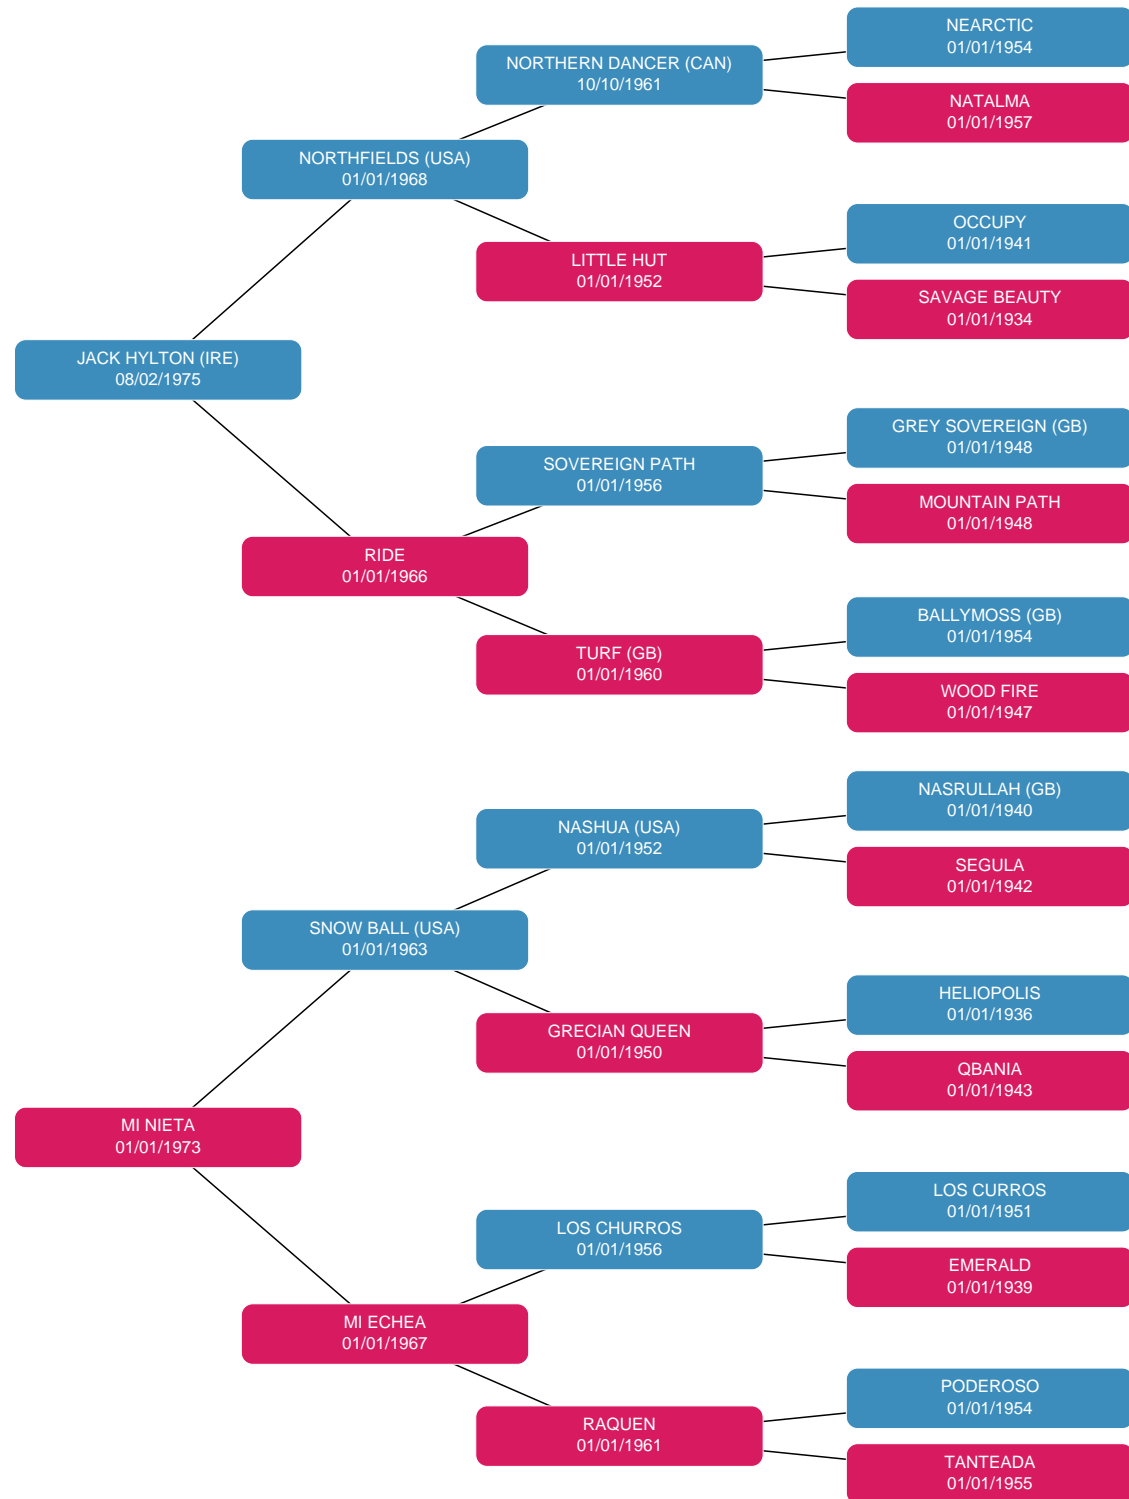 NEARCTIC
01/01/1954
NORTHERN DANCER (CAN)
10/10/1961
NATALMA
01/01/1957
NORTHFIELDS (USA)
01/01/1968
OCCUPY
01/01/1941
LITTLE HUT
01/01/1952
SAVAGE BEAUTY
01/01/1934
JACK HYLTON (IRE)
08/02/1975
GREY SOVEREIGN (GB)
01/01/1948
SOVEREIGN PATH
01/01/1956
MOUNTAIN PATH
01/01/1948
RIDE
01/01/1966
BALLYMOSS (GB)
01/01/1954
TURF (GB)
01/01/1960
WOOD FIRE
01/01/1947
NASRULLAH (GB)
01/01/1940
NASHUA (USA)
01/01/1952
SEGULA
01/01/1942
SNOW BALL (USA)
01/01/1963
HELIOPOLIS
01/01/1936
GRECIAN QUEEN
01/01/1950
QBANIA
01/01/1943
MI NIETA
01/01/1973
LOS CURROS
01/01/1951
LOS CHURROS
01/01/1956
EMERALD
01/01/1939
MI ECHEA
01/01/1967
PODEROSO
01/01/1954
RAQUEN
01/01/1961
TANTEADA
01/01/1955